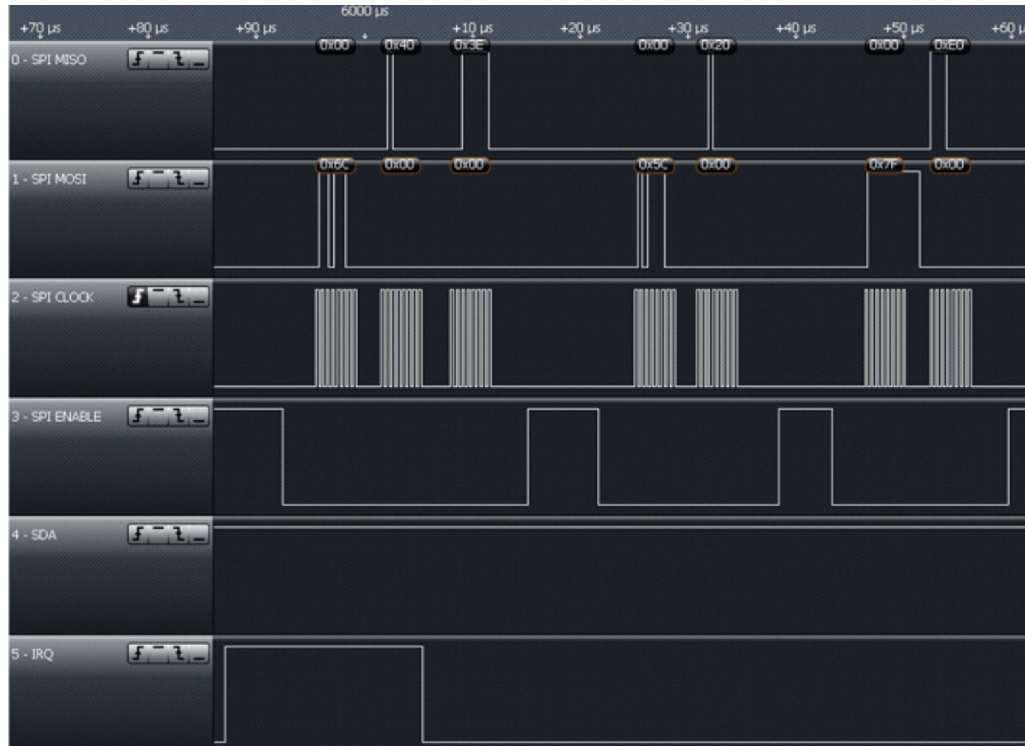 6000 µs
+70 µs +80 µs +90 µs +10 µs +20 µs +30 µs +40 µs +50 µs +60 µ
0 - SPI MISO 0x00 0x40 0x3E 0x00 0x20 0x00 0xE0
1 - SPI MOSI 0x6C 0x00 0x00 0x5C 0x00 0x7F 0x00
2 - SPI CLOCK
3 - SPI ENABLE
4 - SDA
5 - IRQ